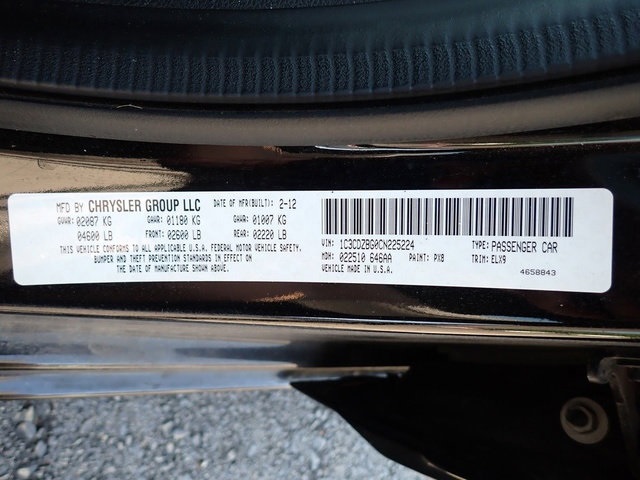 MFD BY CHRYSLER GROUP LLC DATE OF MFR(BUILT): 2-12
GVWR: 02087 KG GAWR: 01180 KG GAWR: 01007 KG
04600 LB FRONT: 02600 LB REAR: 02220 LB
THIS VEHICLE CONFORMS TO ALL APPLICABLE U.S.A. FEDERAL MOTOR VEHICLE SAFETY,
BUMPER AND THEFT PREVENTION STANDARDS IN EFFECT ON
THE DATE OF MANUFACTURE SHOWN ABOVE.
VIN: 1C3CDZBG0CN225224 TYPE: PASSENGER CAR
MDH: 022510 646AA PAINT: PX8 TRIM: ELX9
MADE IN U.S.A.
4658843